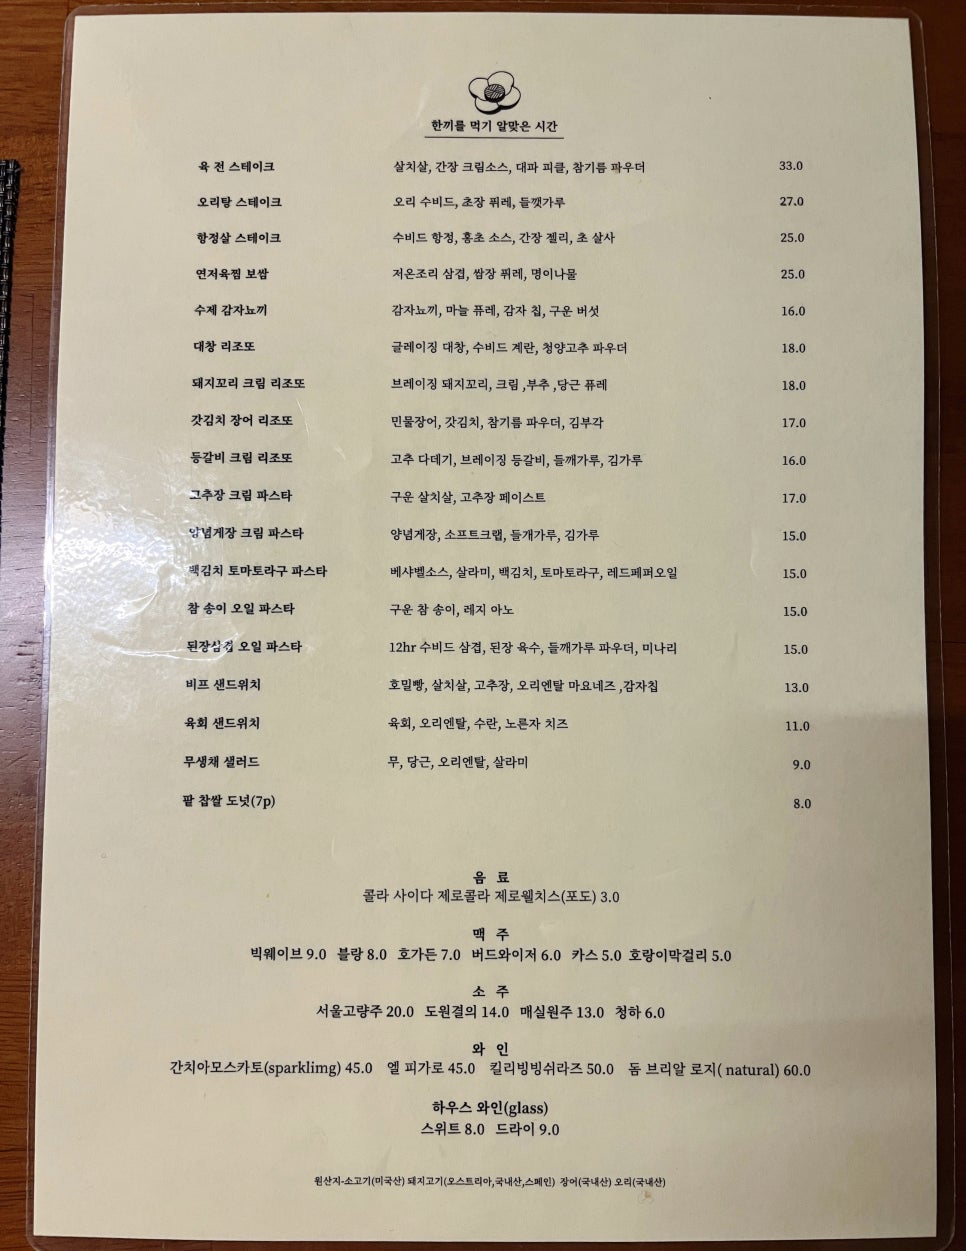 한끼를 먹기 알맞은 시간
육 전 스테이크 살치살, 간장 크림소스, 대파 피클, 참기름 파우더 33.0
오리탕 스테이크 오리 수비드, 초장 퓌레, 들깻가루 27.0
항정살 스테이크 수비드 항정, 홍초 소스, 간장 젤리, 초 살사 25.0
연저육찜 보쌈 저온조리 삼겹, 쌈장 퓌레, 명이나물 25.0
수제 감자뇨끼 감자뇨끼, 마늘 퓨레, 감자 칩, 구운 버섯 16.0
대창 리조또 글레이징 대창, 수비드 계란, 청양고추 파우더 18.0
돼지꼬리 크림 리조또 브레이징 돼지꼬리, 크림 ,부추 ,당근 퓨레 18.0
갓김치 장어 리조또 민물장어, 갓김치, 참기름 파우더, 김부각 17.0
등갈비 크림 리조또 고추 다데기, 브레이징 등갈비, 들깨가루, 김가루 16.0
고추장 크림 파스타 구운 살치살, 고추장 페이스트 17.0
양념게장 크림 파스타 양념게장, 소프트크랩, 들개가루, 김가루 15.0
백김치 토마토라구 파스타 베샤벨소스, 살라미, 백김치, 토마토라구, 레드페퍼오일 15.0
참 송이 오일 파스타 구운 참 송이, 레지 아노 15.0
된장삼겹 오일 파스타 12hr 수비드 삼겹, 된장 육수, 들깨가루 파우더, 미나리 15.0
비프 샌드위치 호밀빵, 살치살, 고추장, 오리엔탈 마요네즈 ,감자칩 13.0
육회 샌드위치 육회, 오리엔탈, 수란, 노른자 치즈 11.0
무생채 샐러드 무, 당근, 오리엔탈, 살라미 9.0
팥 찹쌀 도넛(7p) 8.0
음 료
콜라 사이다 제로콜라 제로웰치스(포도) 3.0
맥 주
빅웨이브 9.0 블랑 8.0 호가든 7.0 버드와이저 6.0 카스 5.0 호랑이막걸리 5.0
소 주
서울고량주 20.0 도원결의 14.0 매실원주 13.0 청하 6.0
와 인
간치아모스카토(sparklimg) 45.0 엘 피가로 45.0 킬리빙빙쉬라즈 50.0 돔 브리알 로지( natural) 60.0
하우스 와인(glass)
스위트 8.0 드라이 9.0
원산지-소고기(미국산) 돼지고기(오스트리아,국내산,스페인) 장어(국내산) 오리(국내산)